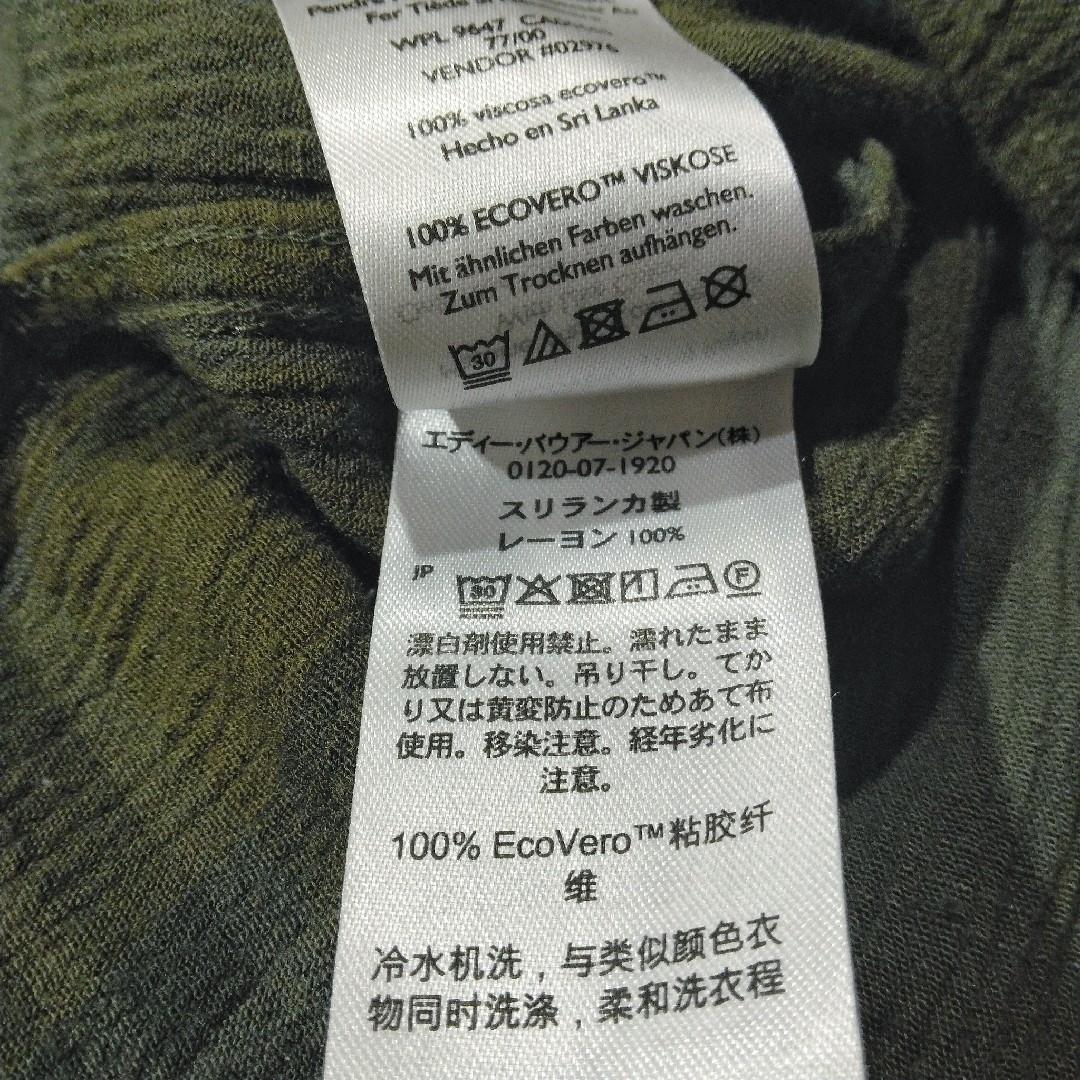 Pendre
Fer Tiède
WPL 9647
77/00
VENDOR #02976
100% viscosa ecovero™
Hecho en Sri Lanka
100% ECOVERO™ VISKOSE
Mit ähnlichen Farben waschen.
Zum Trocknen aufhängen.
30
エディー・バウアー・ジャパン(株)
0120-07-1920
スリランカ製
レーヨン 100%
JP
30 F
漂白剤使用禁止。濡れたまま
放置しない。吊り干し。てか
り又は黄変防止のためあて布
使用。移染注意。経年劣化に
注意。
100% EcoVero™粘胶纤
维
冷水机洗，与类似颜色衣
物同时洗涤，柔和洗衣程